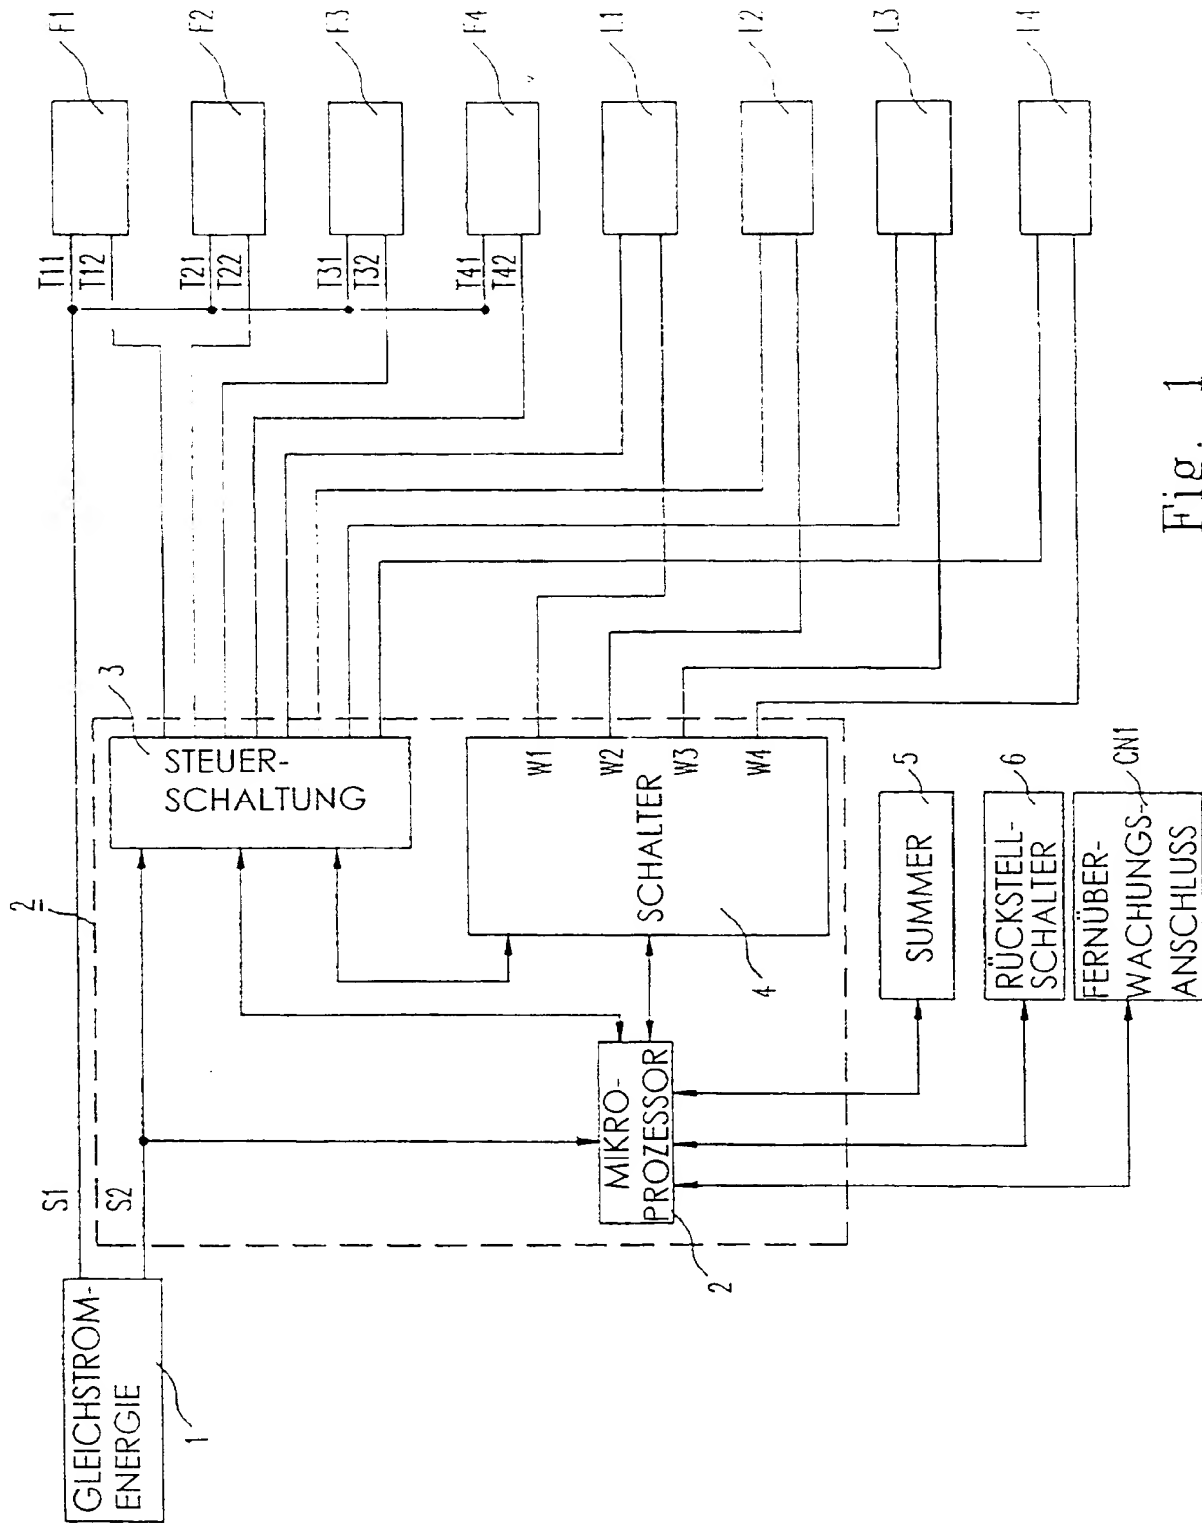 GLEICHSTROM-
ENERGIE
1
S1
S2
2
3
STEUER-
SCHALTUNG
MIKRO-
PROZESSOR
2
SCHALTER
4
W1
W2
W3
W4
SUMMER
5
RÜCKSTELL-
SCHALTER
6
FERNÜBER-
WACHUNGS-
ANSCHLUSS
CN1
T11
T12
T21
T22
T31
T32
T41
T42
F1
F2
F3
F4
L1
L2
L3
L4
Fig. 1